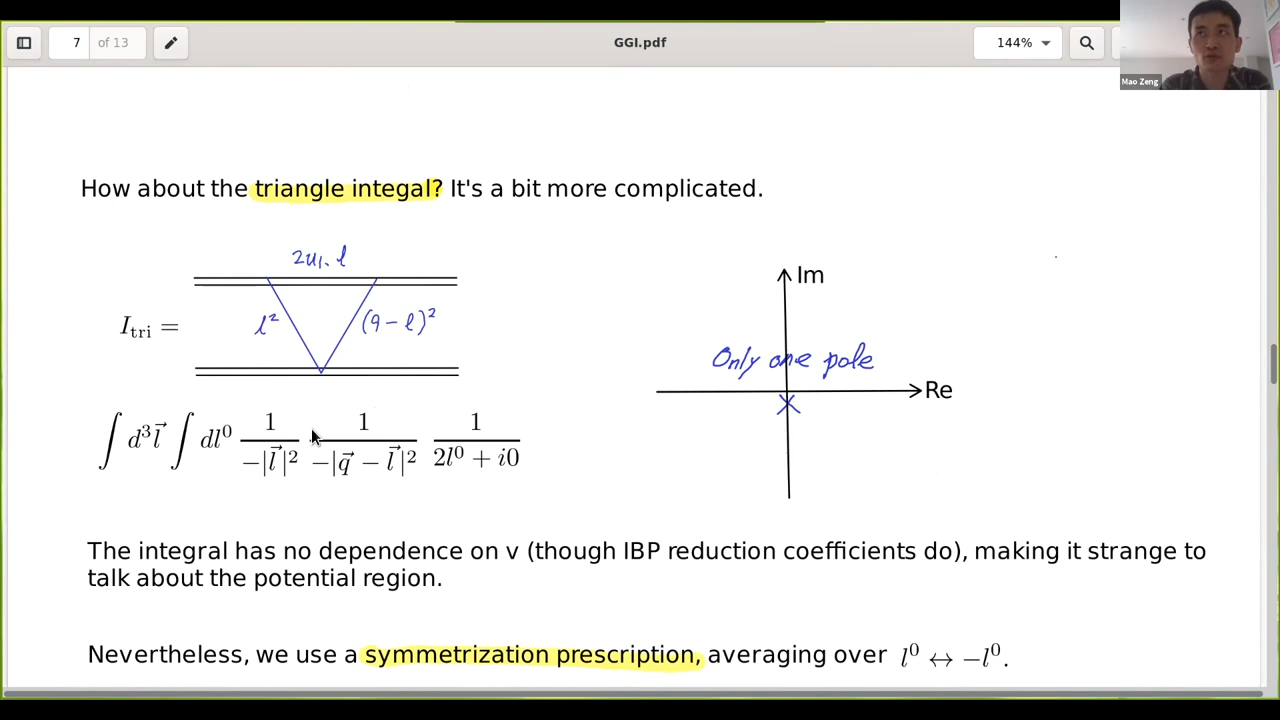 7 of 13
GGI.pdf
144%
Mao Zeng
How about the triangle integal? It's a bit more complicated.
2u₁.l
l²
(q-l)²
I_tri =
∫ d³l⃗ ∫ dl⁰ 1/(-|l⃗|²) 1/(-|q⃗ - l⃗|²) 1/(2l⁰ + i0)
Im
Only one pole
Re
The integral has no dependence on v (though IBP reduction coefficients do), making it strange to
talk about the potential region.
Nevertheless, we use a symmetrization prescription, averaging over l⁰ ↔ -l⁰.